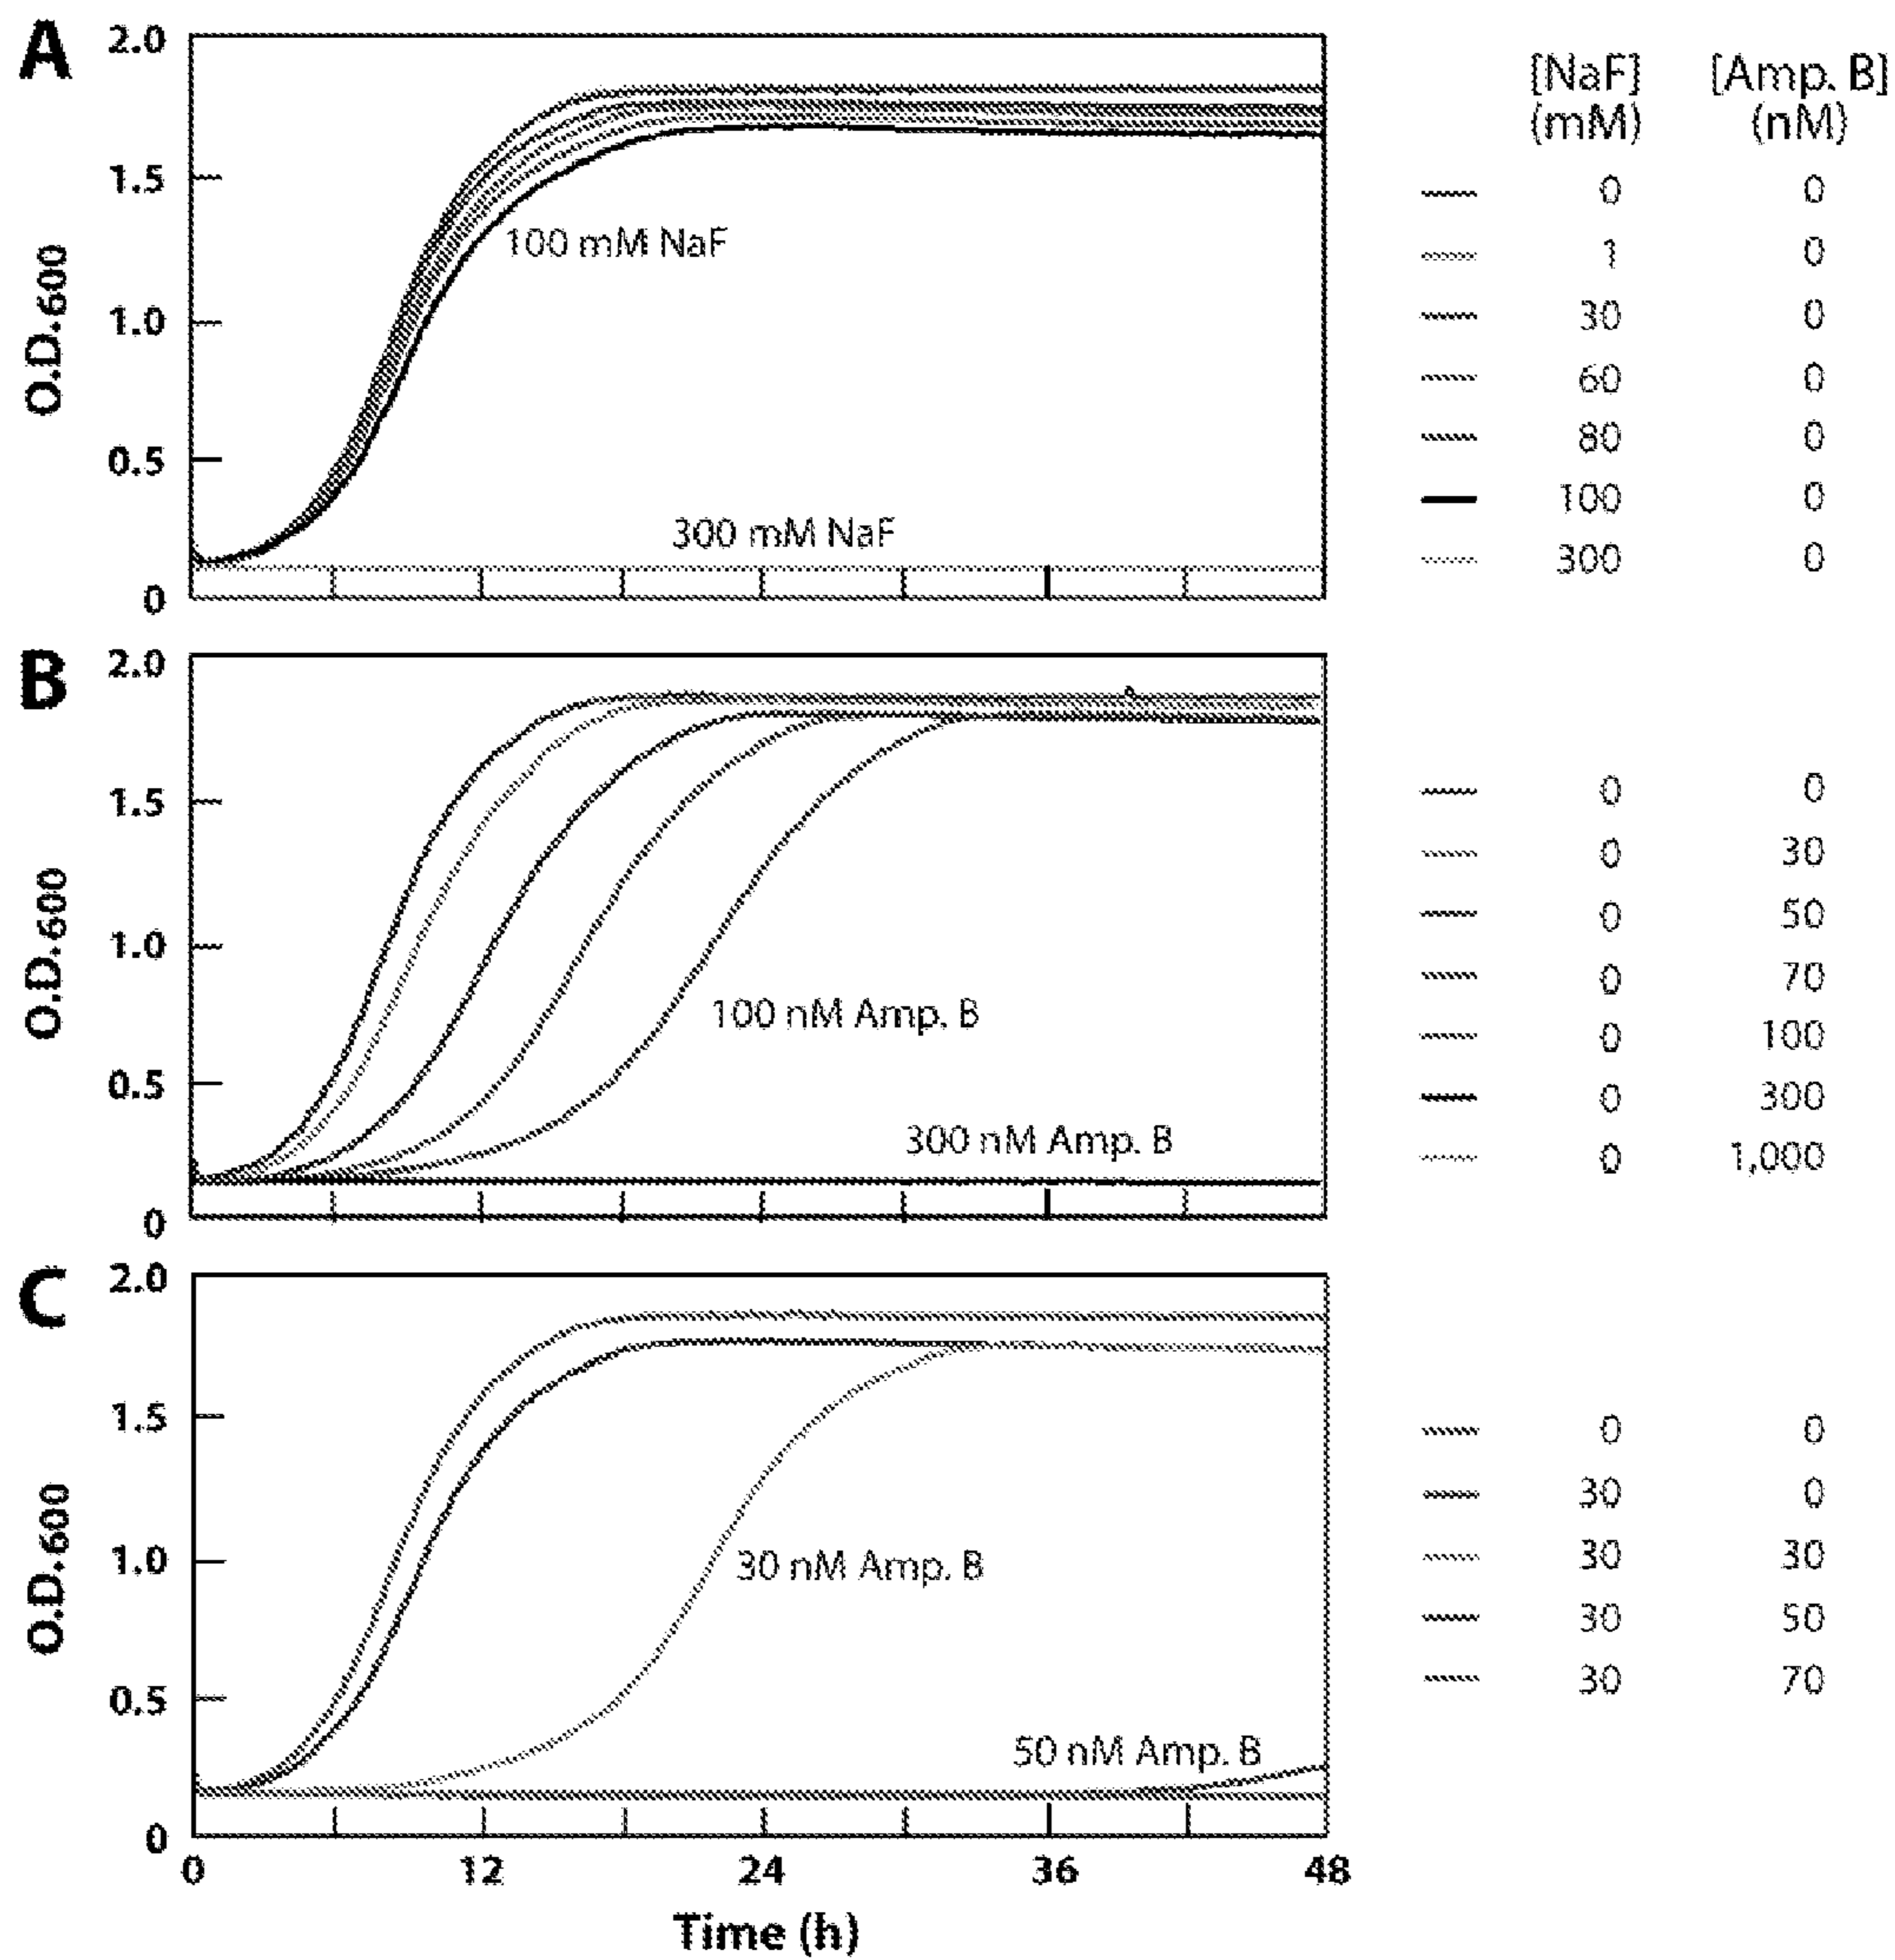 A
2.0
1.5
1.0
0.5
0
O.D.600
100 mM NaF
300 mM NaF
[NaF] [Amp. B]
(mM) (nM)
0 0
1 0
30 0
60 0
80 0
100 0
300 0
B
2.0
1.5
1.0
0.5
0
O.D.600
100 nM Amp. B
300 nM Amp. B
0 0
0 30
0 50
0 70
0 100
0 300
0 1,000
C
2.0
1.5
1.0
0.5
0
O.D.600
30 nM Amp. B
50 nM Amp. B
0 0
30 0
30 30
30 50
30 70
0 12 24 36 48
Time (h)